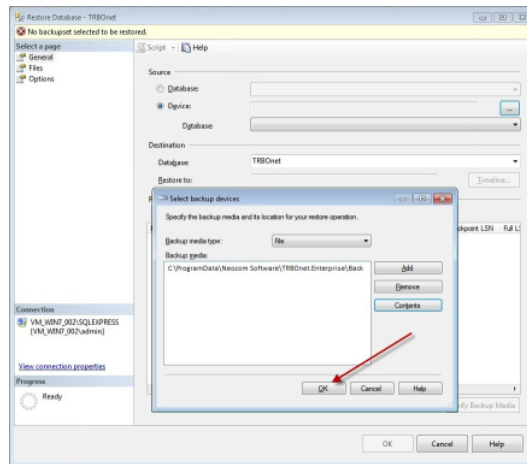 Restore Database - TRBOnet
No backupset selected to be restored.
Select a page
General
Files
Options
Script
Help
Source
Database:
Device:
...
Database:
Destination
Database:
TRBOnet
Restore to:
Timeline...
Select backup devices
Specify the backup media and its location for your restore operation.
Backup media type:
File
Backup media:
C:\ProgramData\Neocom Software\TRBOnet.Enterprise\Back
Add
Remove
Contents
OK
Cancel
Help
LSN
Full
Connection
VM_WIN7_002\SQLEXPRESS
(VM_WIN7_002\admin)
View connection properties
Progress
Ready
Backup Media
OK
Cancel
Help